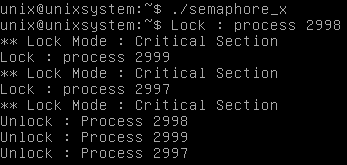 unix@unixsystem:~$ ./semaphore_x
unix@unixsystem:~$ Lock : process 2998
** Lock Mode : Critical Section
Lock : process 2999
** Lock Mode : Critical Section
Lock : process 2997
** Lock Mode : Critical Section
Unlock : Process 2998
Unlock : Process 2999
Unlock : Process 2997